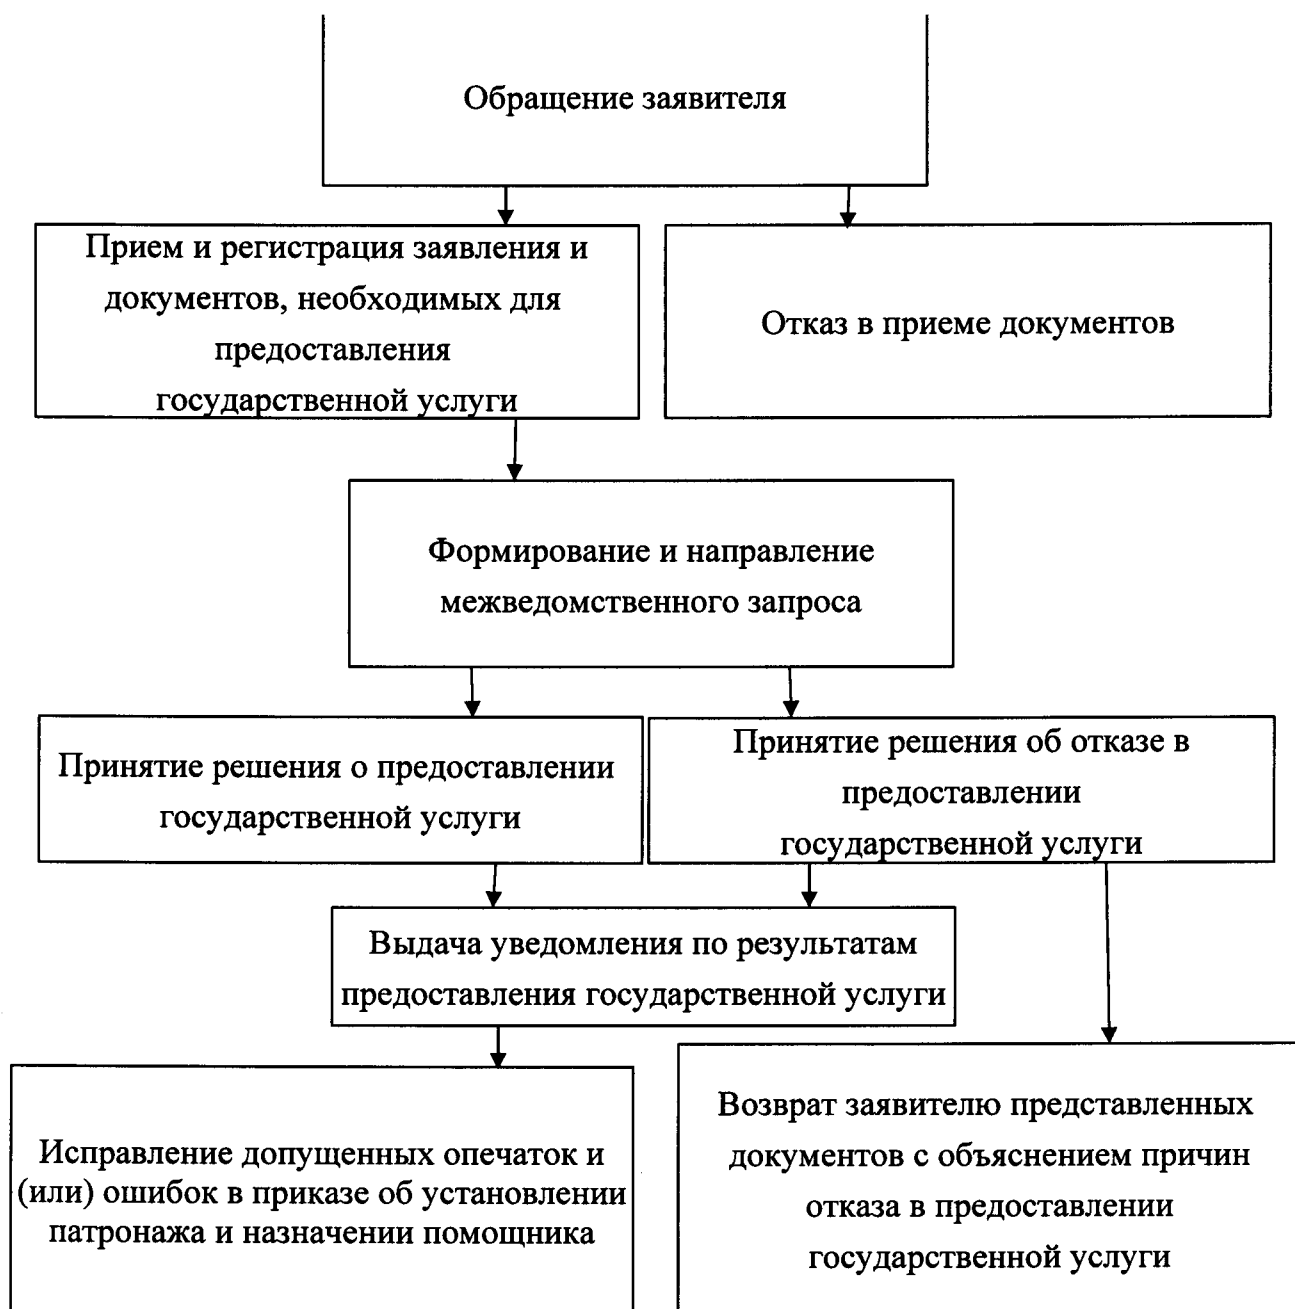 Обращение заявителя
Прием и регистрация заявления и
документов, необходимых для
предоставления
государственной услуги
Отказ в приеме документов
Формирование и направление
межведомственного запроса
Принятие решения о предоставлении
государственной услуги
Принятие решения об отказе в
предоставлении
государственной услуги
Выдача уведомления по результатам
предоставления государственной услуги
Исправление допущенных опечаток и
(или) ошибок в приказе об установлении
патронажа и назначении помощника
Возврат заявителю представленных
документов с объяснением причин
отказа в предоставлении
государственной услуги